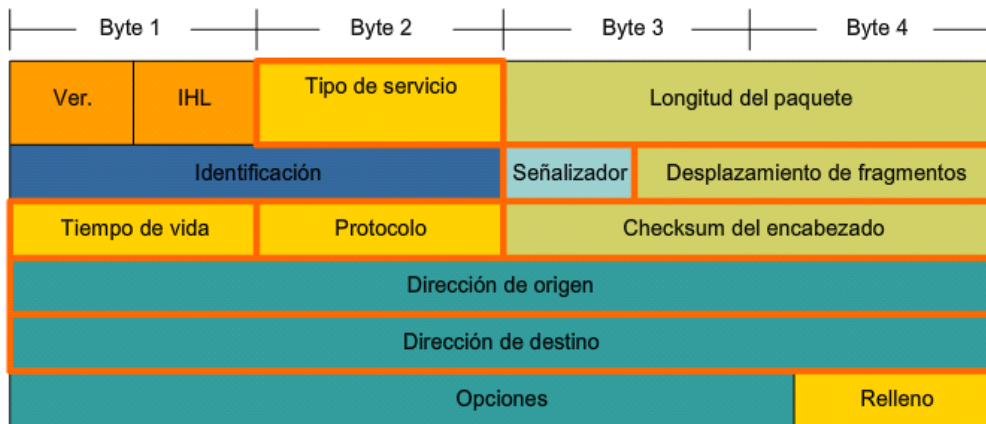 Byte 1 Byte 2 Byte 3 Byte 4
Ver. IHL Tipo de servicio Longitud del paquete
Identificación Señalizador Desplazamiento de fragmentos
Tiempo de vida Protocolo Checksum del encabezado
Dirección de origen
Dirección de destino
Opciones Relleno